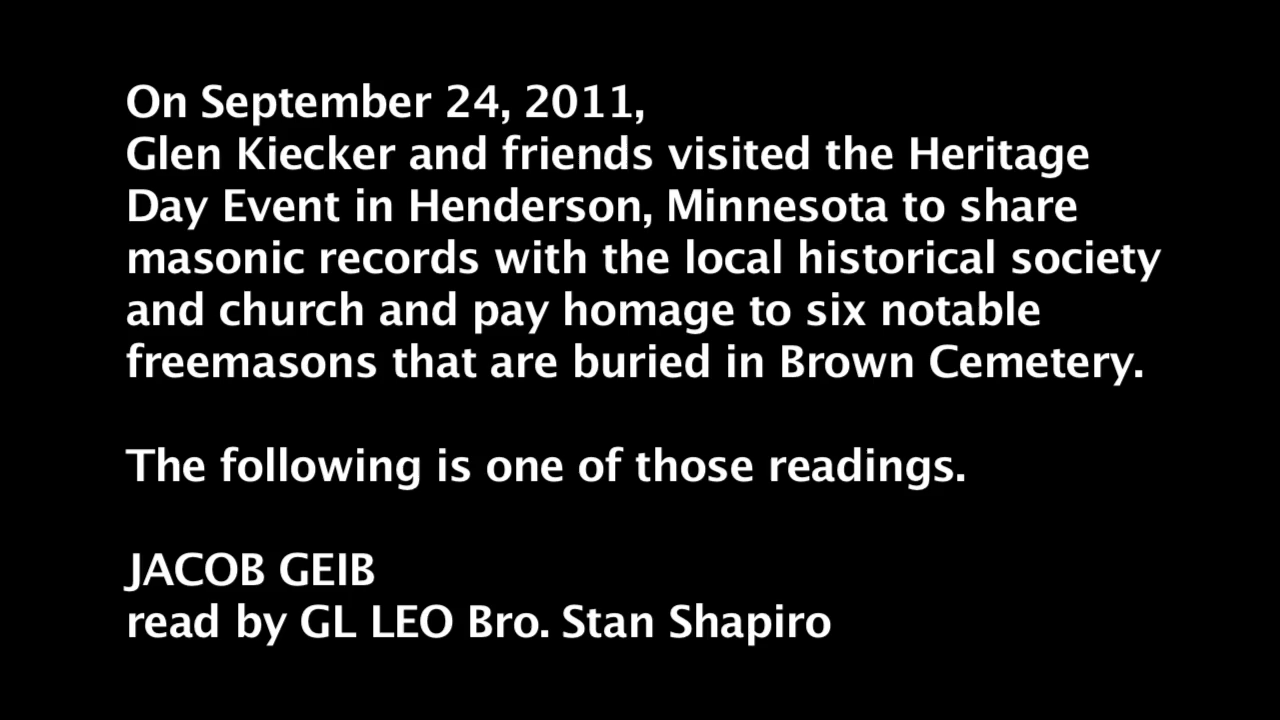 On September 24, 2011,
Glen Kiecker and friends visited the Heritage
Day Event in Henderson, Minnesota to share
masonic records with the local historical society
and church and pay homage to six notable
freemasons that are buried in Brown Cemetery.
The following is one of those readings.
JACOB GEIB
read by GL LEO Bro. Stan Shapiro